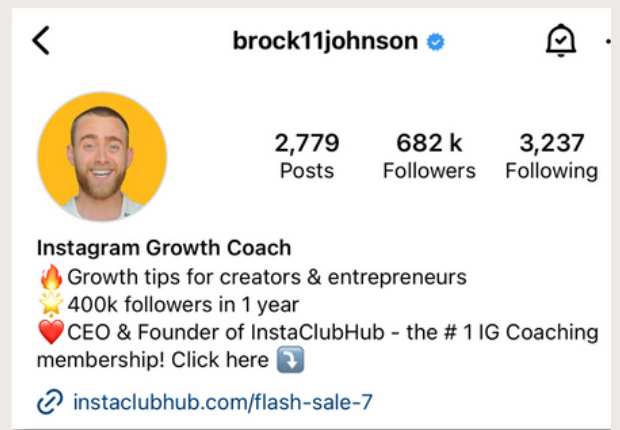 brock11johnson
2,779 682 k 3,237
Posts Followers Following
Instagram Growth Coach
🔥Growth tips for creators & entrepreneurs
🌟400k followers in 1 year
❤️CEO & Founder of InstaClubHub - the # 1 IG Coaching
membership! Click here ⤵️
instaclubhub.com/flash-sale-7